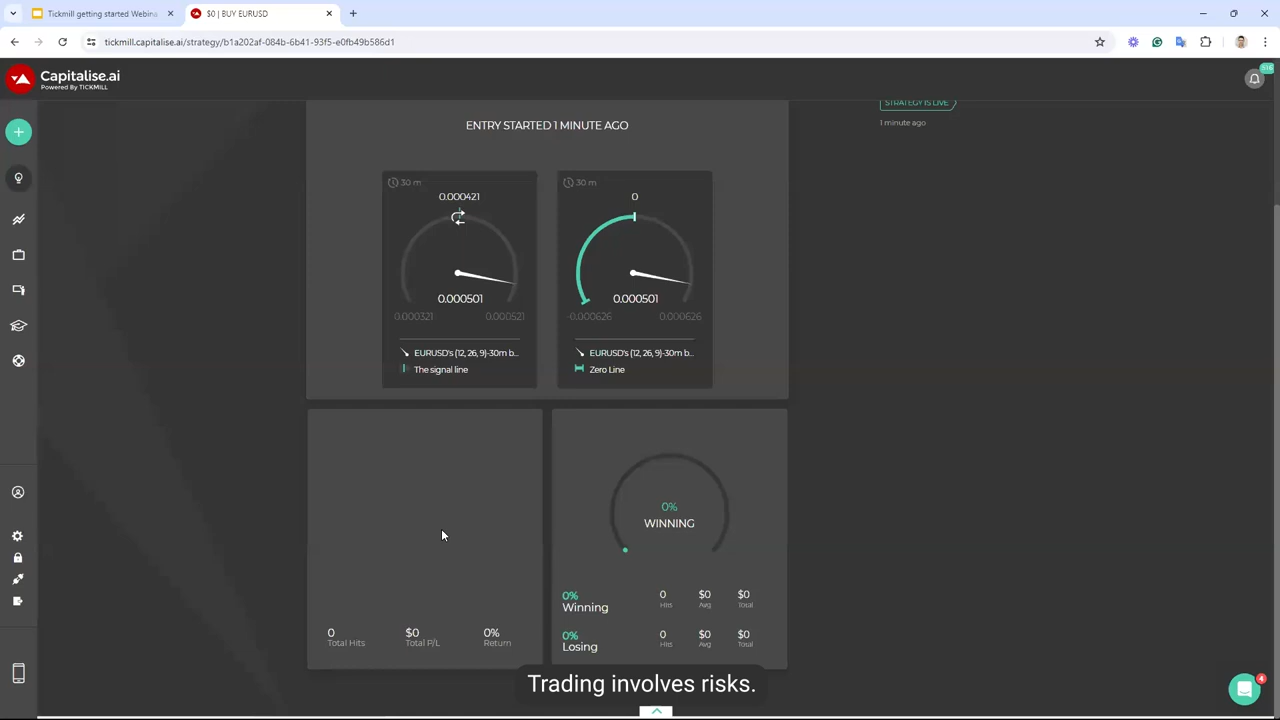 Tickmill getting started Webina
$0 | BUY EURUSD
tickmill.capitalise.ai/strategy/b1a202af-084b-6b41-93f5-e0fb49b586d1
Capitalise.ai
Powered By TICKMILL
516
STRATEGY IS LIVE
1 minute ago
ENTRY STARTED 1 MINUTE AGO
30 m
0.000421
0.000501
0.000321
0.000521
EURUSD's (12, 26, 9)-30m b...
The signal line
30 m
0
0.000501
-0.000626
0.000626
EURUSD's (12, 26, 9)-30m b...
Zero Line
0
Total Hits
$0
Total P/L
0%
Return
0%
WINNING
0%
Winning
0
Hits
$0
Avg
$0
Total
0%
Losing
0
Hits
$0
Avg
$0
Total
Trading involves risks.
4